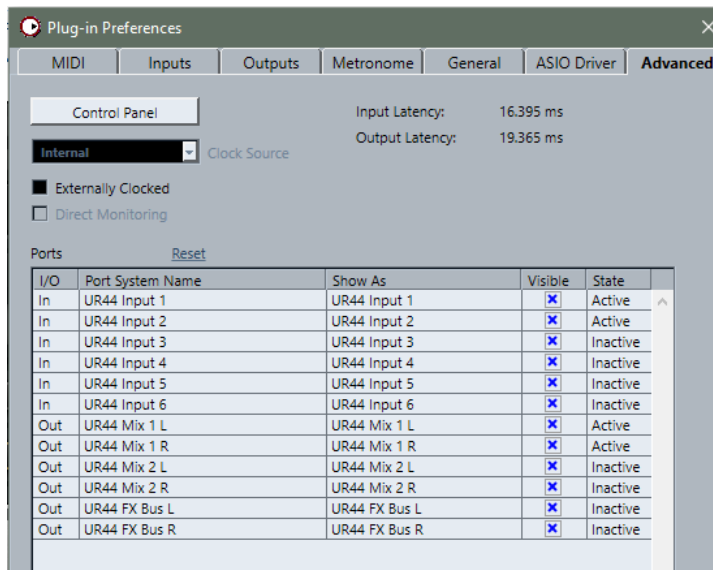 Plug-in Preferences
MIDI Inputs Outputs Metronome General ASIO Driver Advanced
Control Panel Input Latency: 16.395 ms
Output Latency: 19.365 ms
Internal Clock Source
Externally Clocked
Direct Monitoring
Ports Reset
I/O Port System Name Show As Visible State
In UR44 Input 1 UR44 Input 1 Active
In UR44 Input 2 UR44 Input 2 Active
In UR44 Input 3 UR44 Input 3 Inactive
In UR44 Input 4 UR44 Input 4 Inactive
In UR44 Input 5 UR44 Input 5 Inactive
In UR44 Input 6 UR44 Input 6 Inactive
Out UR44 Mix 1 L UR44 Mix 1 L Active
Out UR44 Mix 1 R UR44 Mix 1 R Active
Out UR44 Mix 2 L UR44 Mix 2 L Inactive
Out UR44 Mix 2 R UR44 Mix 2 R Inactive
Out UR44 FX Bus L UR44 FX Bus L Inactive
Out UR44 FX Bus R UR44 FX Bus R Inactive